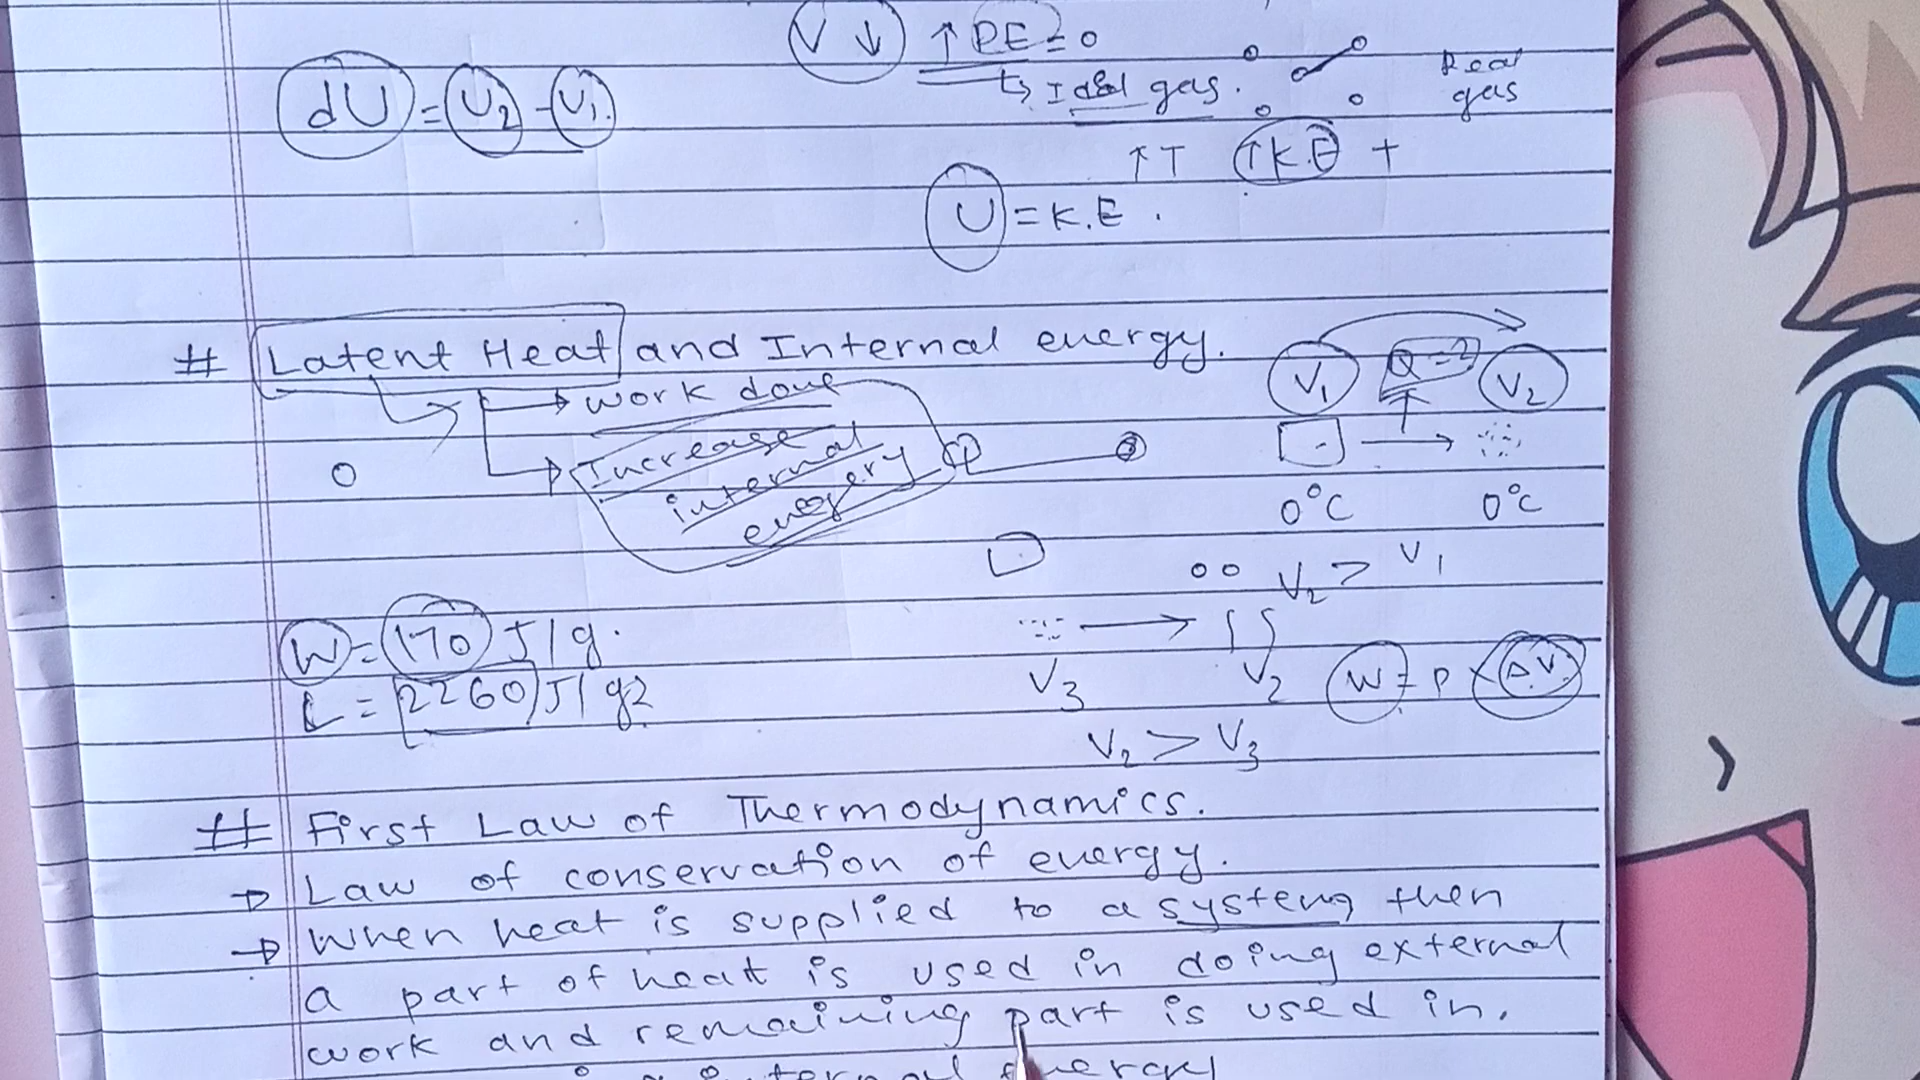 V ↓ ↑ PE = 0
↳ Ideal gas. Real gas
dU = U2 - U1.
↑T ↑K.E +
U = K.E.
# Latent Heat and Internal energy.
→ work done
→ Increase internal
V1 Q = V2
0°C 0°C
V2 > V1
W = 170 J/g.
L = 2260 J/g
V3 V2 W = P × ΔV
V2 > V3
# First Law of Thermodynamics.
→ Law of conservation of energy.
→ When heat is supplied to a system then
a part of heat is used in doing external
work and remaining part is used in.